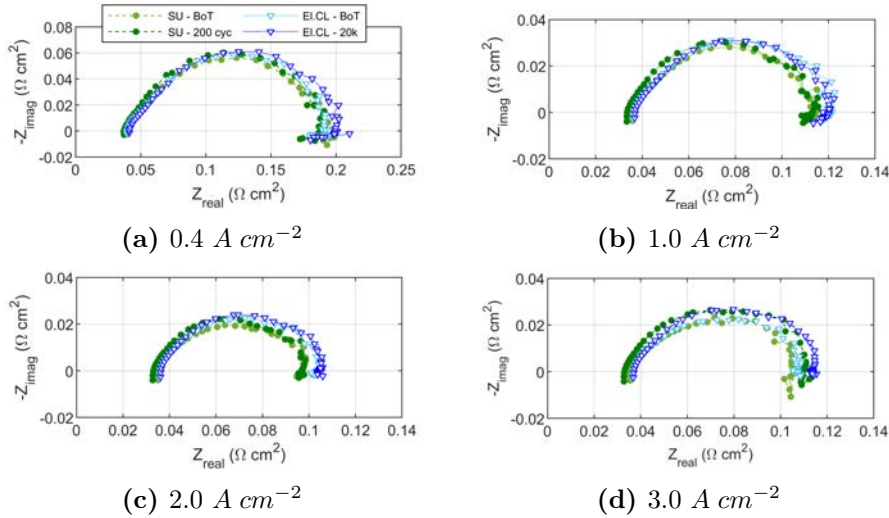 SU - BoT
SU - 200 cyc
El.CL - BoT
El.CL - 20k
0.08
0.06
0.04
0.02
0
-0.02
-Z_imag (Ω cm²)
0.05 0.1 0.15 0.2 0.25
Z_real (Ω cm²)
(a) 0.4 A cm⁻²
0.04
0.02
0
-0.02
-Z_imag (Ω cm²)
0 0.02 0.04 0.06 0.08 0.1 0.12 0.14
Z_real (Ω cm²)
(b) 1.0 A cm⁻²
0.04
0.02
0
-0.02
-Z_imag (Ω cm²)
0 0.02 0.04 0.06 0.08 0.1 0.12 0.14
Z_real (Ω cm²)
(c) 2.0 A cm⁻²
0.04
0.02
0
-0.02
-Z_imag (Ω cm²)
0 0.02 0.04 0.06 0.08 0.1 0.12 0.14
Z_real (Ω cm²)
(d) 3.0 A cm⁻²